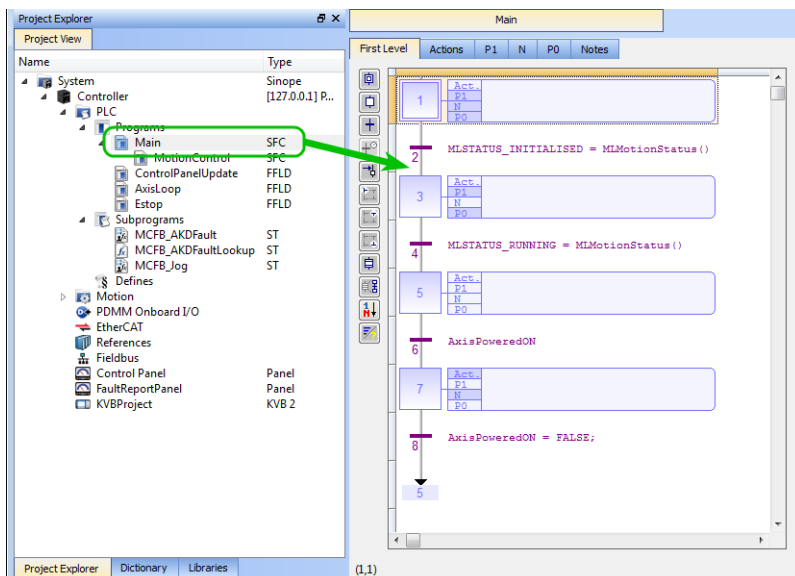 Project Explorer
Project View
Name Type
System Sinope
Controller [127.0.0.1] P...
PLC
Programs
Main SFC
MotionControl SFC
ControlPanelUpdate FFLD
AxisLoop FFLD
Estop FFLD
Subprograms
MCFB_AKDFault ST
MCFB_AKDFaultLookup ST
MCFB_Jog ST
Defines
Motion
PDMM Onboard I/O
EtherCAT
References
Fieldbus
Control Panel Panel
FaultReportPanel Panel
KVBProject KVB 2
Project Explorer Dictionary Libraries
Main
First Level Actions P1 N P0 Notes
1
Act.
P1
N
P0
2 MLSTATUS_INITIALISED = MLMotionStatus()
3
Act.
P1
N
P0
4 MLSTATUS_RUNNING = MLMotionStatus()
5
Act.
P1
N
P0
6 AxisPoweredON
7
Act.
P1
N
P0
8 AxisPoweredON = FALSE;
5
(1,1)